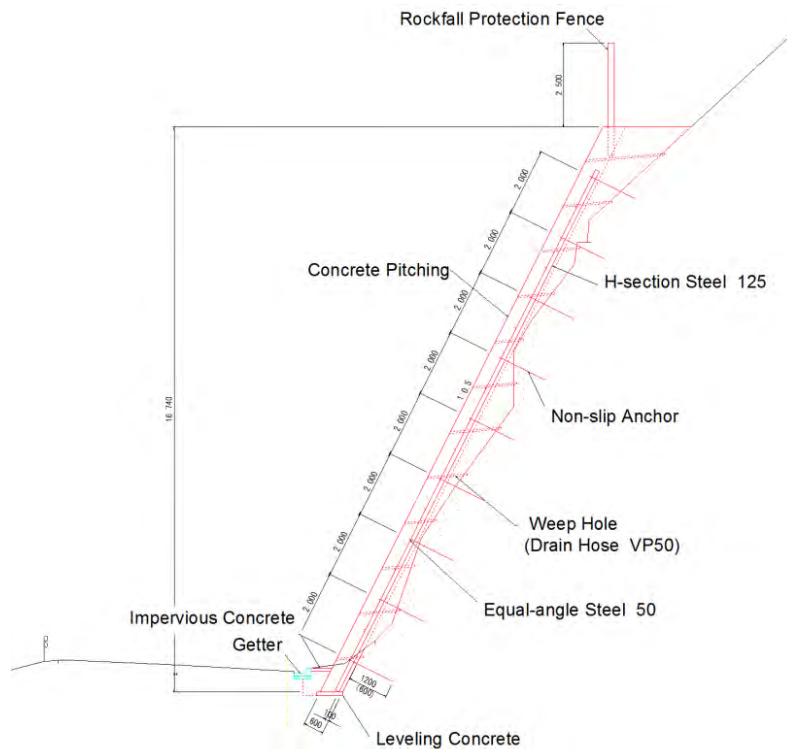 Rockfall Protection Fence
2 500
2 000
2 000
Concrete Pitching
2 000
H-section Steel 125
2 000
1 0 5
Non-slip Anchor
16 740
2 000
2 000
Weep Hole
(Drain Hose VP50)
2 000
2 000
Equal-angle Steel 50
Impervious Concrete
Getter
1200
(600)
100
600
Leveling Concrete